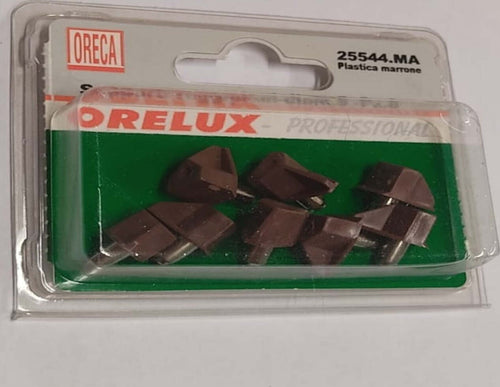 ORECA
25544.MA
Plastica marrone
ORELUX - PROFESSIONAL